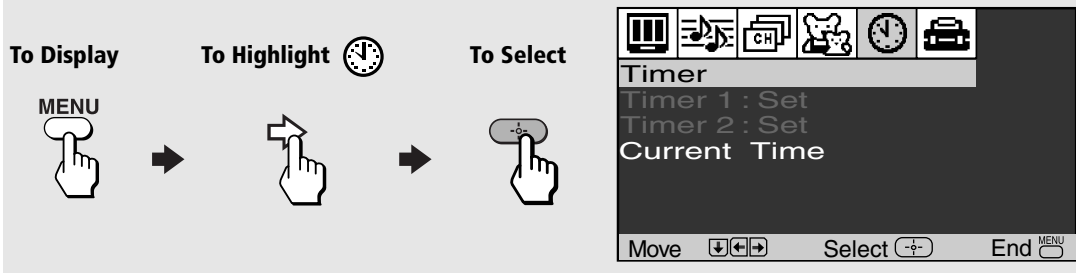 To Display
To Highlight
To Select
MENU
CH
Timer
Timer 1 : Set
Timer 2 : Set
Current Time
Move Select End MENU